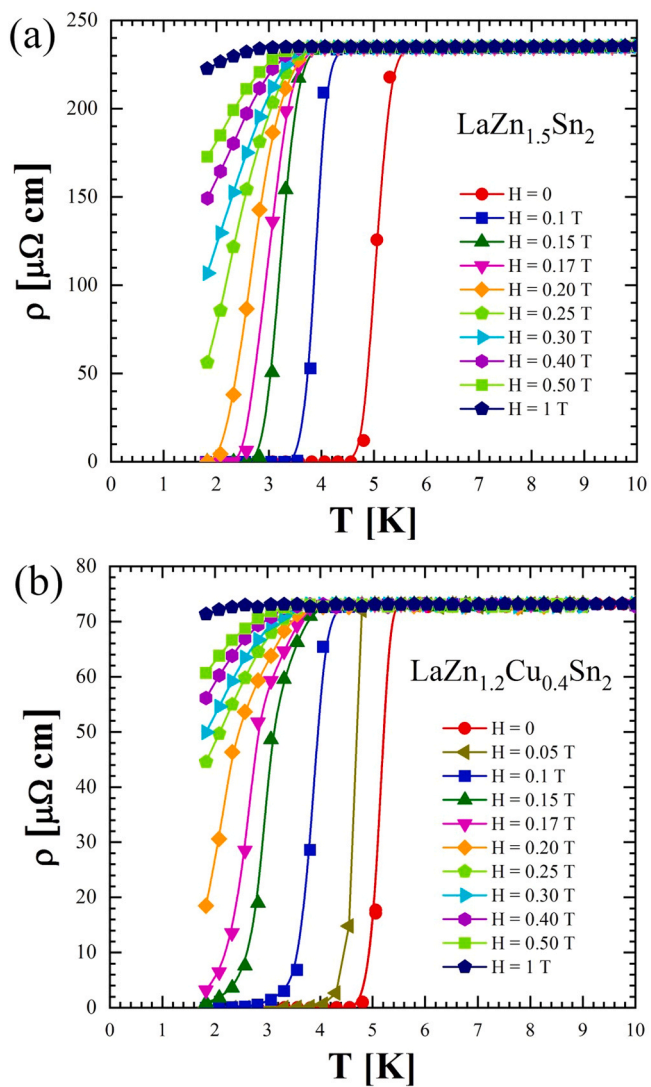 (a)
250
200
150
100
50
0
ρ [μΩ cm]
LaZn1.5Sn2
H = 0
H = 0.1 T
H = 0.15 T
H = 0.17 T
H = 0.20 T
H = 0.25 T
H = 0.30 T
H = 0.40 T
H = 0.50 T
H = 1 T
0 1 2 3 4 5 6 7 8 9 10
T [K]
(b)
80
70
60
50
40
30
20
10
0
ρ [μΩ cm]
LaZn1.2Cu0.4Sn2
H = 0
H = 0.05 T
H = 0.1 T
H = 0.15 T
H = 0.17 T
H = 0.20 T
H = 0.25 T
H = 0.30 T
H = 0.40 T
H = 0.50 T
H = 1 T
0 1 2 3 4 5 6 7 8 9 10
T [K]